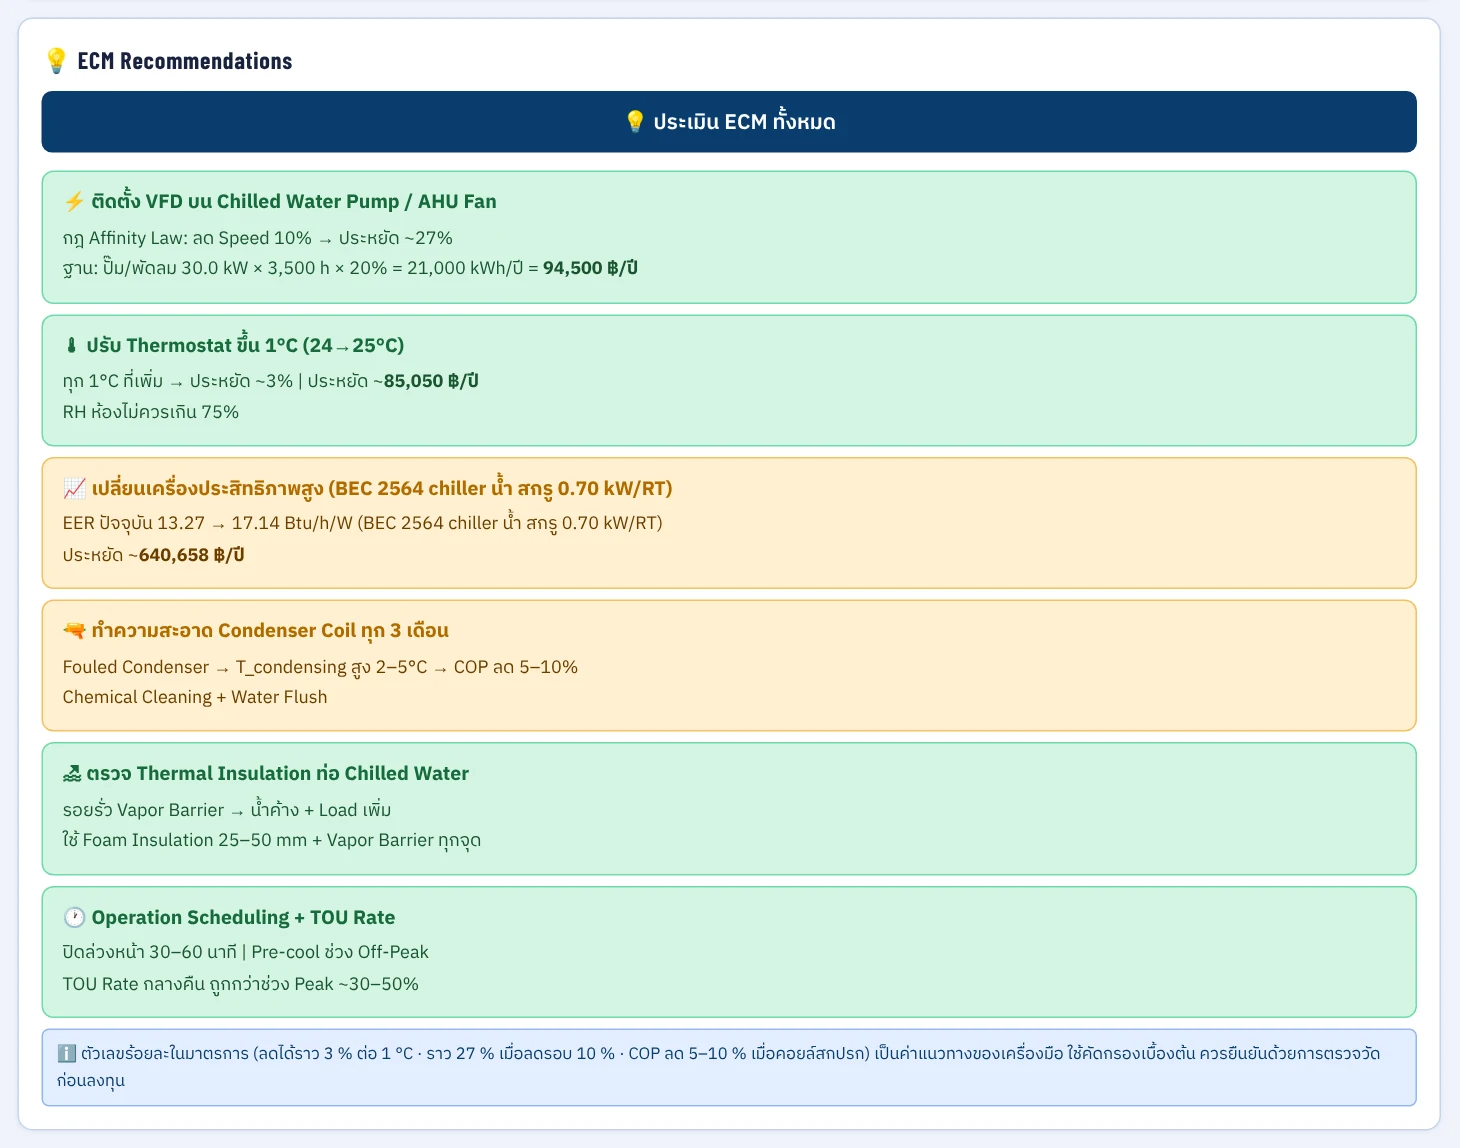 💡 ECM Recommendations
💡 ประเมิน ECM ทั้งหมด
⚡ ติดตั้ง VFD บน Chilled Water Pump / AHU Fan
กฎ Affinity Law: ลด Speed 10% → ประหยัด ~27%
ฐาน: ปั๊ม/พัดลม 30.0 kW × 3,500 h × 20% = 21,000 kWh/ปี = 94,500 ฿/ปี
🌡 ปรับ Thermostat ขึ้น 1°C (24→25°C)
ทุก 1°C ที่เพิ่ม → ประหยัด ~3% | ประหยัด ~85,050 ฿/ปี
RH ห้องไม่ควรเกิน 75%
📈 เปลี่ยนเครื่องประสิทธิภาพสูง (BEC 2564 chiller น้ำ สกรู 0.70 kW/RT)
EER ปัจจุบัน 13.27 → 17.14 Btu/h/W (BEC 2564 chiller น้ำ สกรู 0.70 kW/RT)
ประหยัด ~640,658 ฿/ปี
🔫 ทำความสะอาด Condenser Coil ทุก 3 เดือน
Fouled Condenser → T_condensing สูง 2–5°C → COP ลด 5–10%
Chemical Cleaning + Water Flush
🏖 ตรวจ Thermal Insulation ท่อ Chilled Water
รอยรั่ว Vapor Barrier → น้ำค้าง + Load เพิ่ม
ใช้ Foam Insulation 25–50 mm + Vapor Barrier ทุกจุด
🕐 Operation Scheduling + TOU Rate
ปิดล่วงหน้า 30–60 นาที | Pre-cool ช่วง Off-Peak
TOU Rate กลางคืน ถูกกว่าช่วง Peak ~30–50%
ℹ️ ตัวเลขร้อยละในมาตรการ (ลดได้ราว 3 % ต่อ 1 °C · ราว 27 % เมื่อลดรอบ 10 % · COP ลด 5–10 % เมื่อคอยล์สกปรก) เป็นค่าแนวทางของเครื่องมือ ใช้คัดกรองเบื้องต้น ควรยืนยันด้วยการตรวจวัด
ก่อนลงทุน